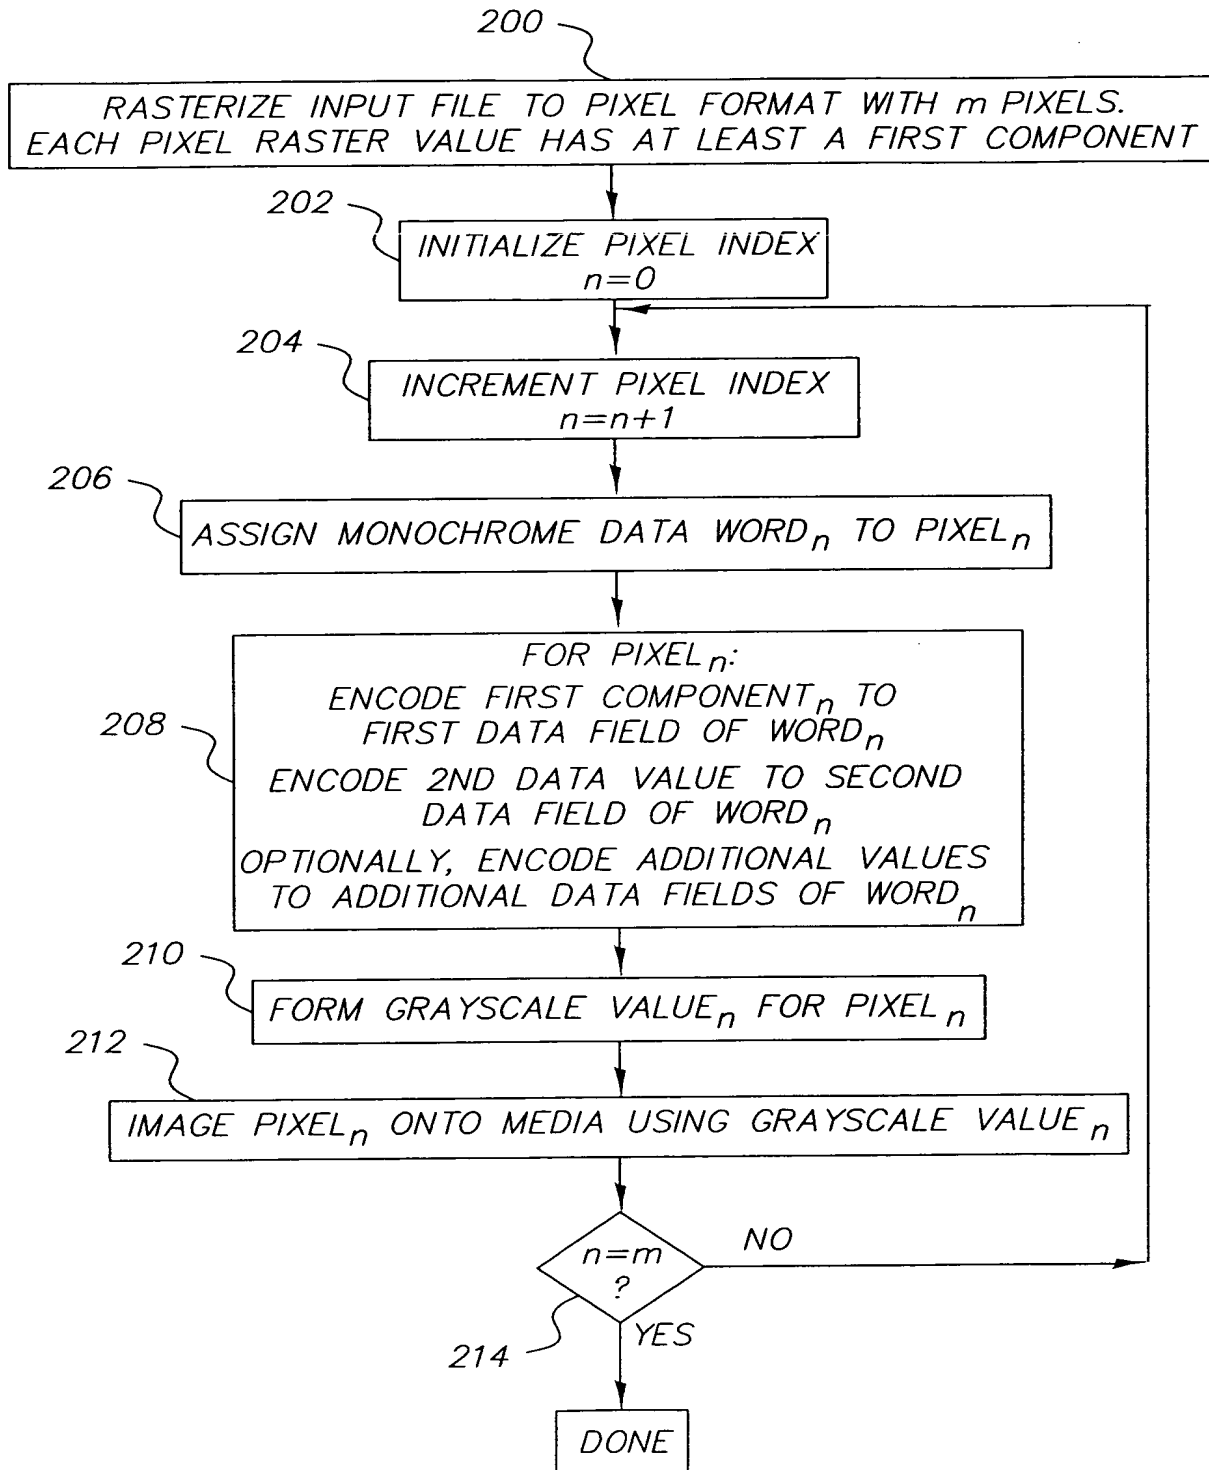 200
RASTERIZE INPUT FILE TO PIXEL FORMAT WITH m PIXELS.
EACH PIXEL RASTER VALUE HAS AT LEAST A FIRST COMPONENT
202
INITIALIZE PIXEL INDEX
n=0
204
INCREMENT PIXEL INDEX
n=n+1
206
ASSIGN MONOCHROME DATA WORDn TO PIXELn
208
FOR PIXELn:
ENCODE FIRST COMPONENTn TO
FIRST DATA FIELD OF WORDn
ENCODE 2ND DATA VALUE TO SECOND
DATA FIELD OF WORDn
OPTIONALLY, ENCODE ADDITIONAL VALUES
TO ADDITIONAL DATA FIELDS OF WORDn
210
FORM GRAYSCALE VALUEn FOR PIXELn
212
IMAGE PIXELn ONTO MEDIA USING GRAYSCALE VALUEn
n=m
?
NO
214
YES
DONE